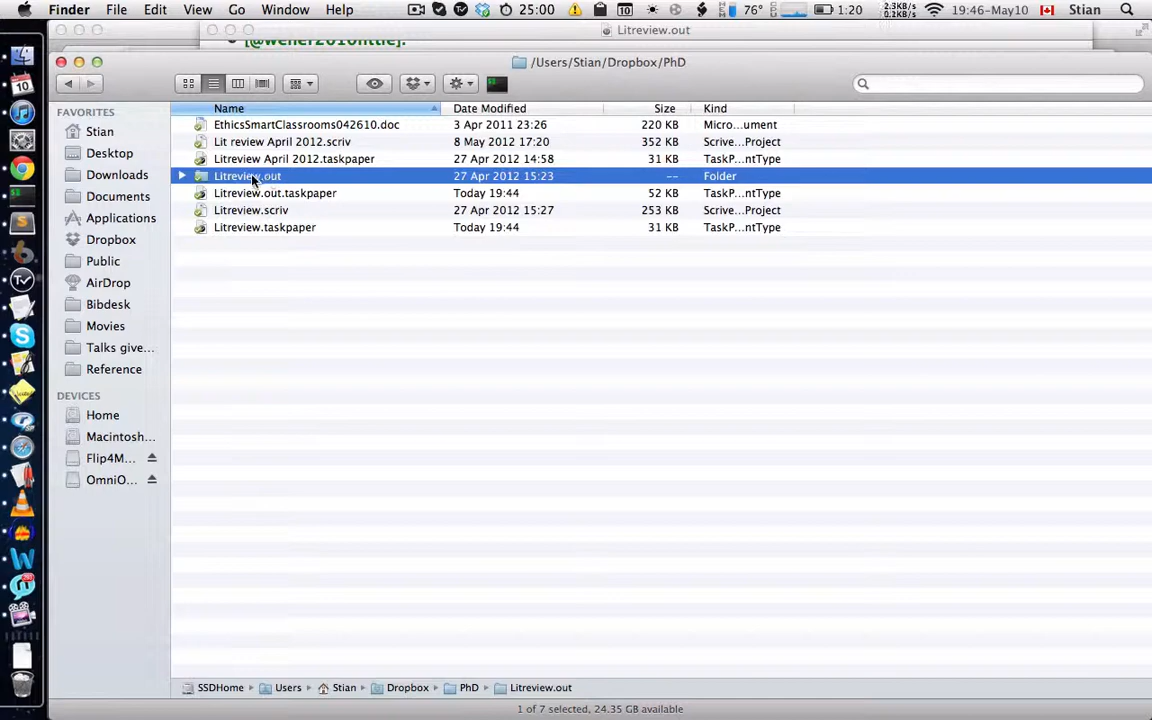 Finder File Edit View Go Window Help 25:00 10 76° 1:20 2.3KB/s 0.2KB/s 19:46-May10 Stian
Litreview.out
[@weller2010little].
/Users/Stian/Dropbox/PhD
FAVORITES
Stian
Desktop
Downloads
Documents
Applications
Dropbox
Public
AirDrop
Bibdesk
Movies
Talks give...
Reference
DEVICES
Home
Macintosh...
Flip4M...
OmniO...
Name Date Modified Size Kind
EthicsSmartClassrooms042610.doc 3 Apr 2011 23:26 220 KB Micro...ument
Lit review April 2012.scriv 8 May 2012 17:20 352 KB Scrive...Project
Litreview April 2012.taskpaper 27 Apr 2012 14:58 31 KB TaskP...ntType
Litreview.out 27 Apr 2012 15:23 -- Folder
Litreview.out.taskpaper Today 19:44 52 KB TaskP...ntType
Litreview.scriv 27 Apr 2012 15:27 253 KB Scrive...Project
Litreview.taskpaper Today 19:44 31 KB TaskP...ntType
SSDHome Users Stian Dropbox PhD Litreview.out
1 of 7 selected, 24.35 GB available